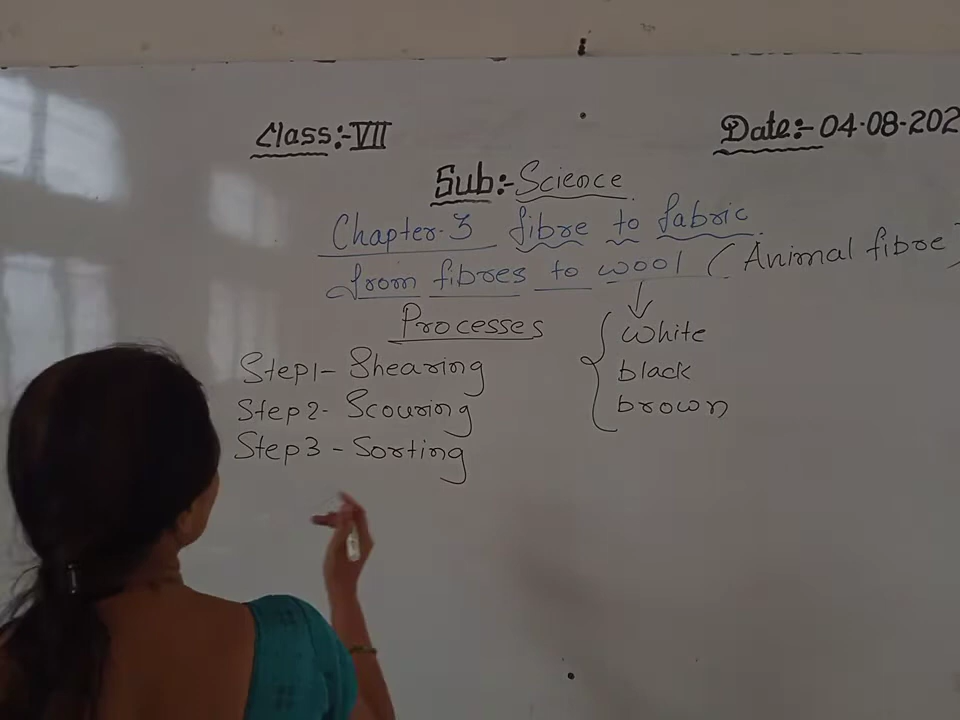 Class:-VII
Date:- 04-08-202
Sub:- Science
Chapter-3 fibre to fabric
from fibres to wool (Animal fibre)
Processes
white
black
brown
Step1- Shearing
Step2- Scouring
Step3 - Sorting